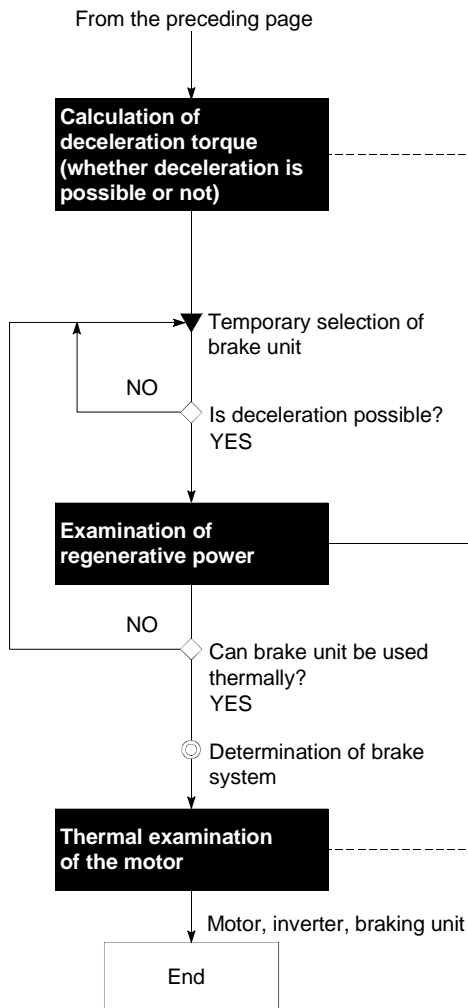 From the preceding page
Calculation of
deceleration torque
(whether deceleration is
possible or not)
Temporary selection of
brake unit
NO
Is deceleration possible?
YES
Examination of
regenerative power
NO
Can brake unit be used
thermally?
YES
Determination of brake
system
Thermal examination
of the motor
Motor, inverter, braking unit
End